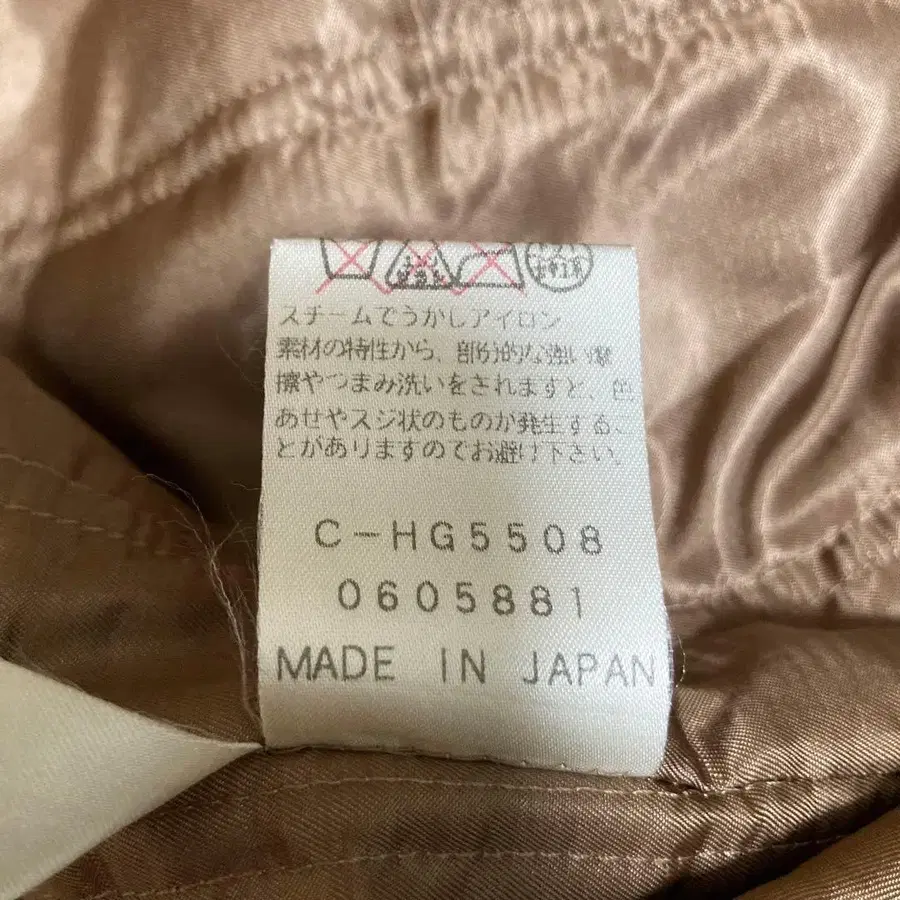 スチームでうかしアイロン
素材の特性から、部分的な強い摩
擦やつまみ洗いをされますと、色
あせやスジ状のものが発生する、
とがありますのでお避け下さい。
C-HG5508
0605881
MADE IN JAPAN